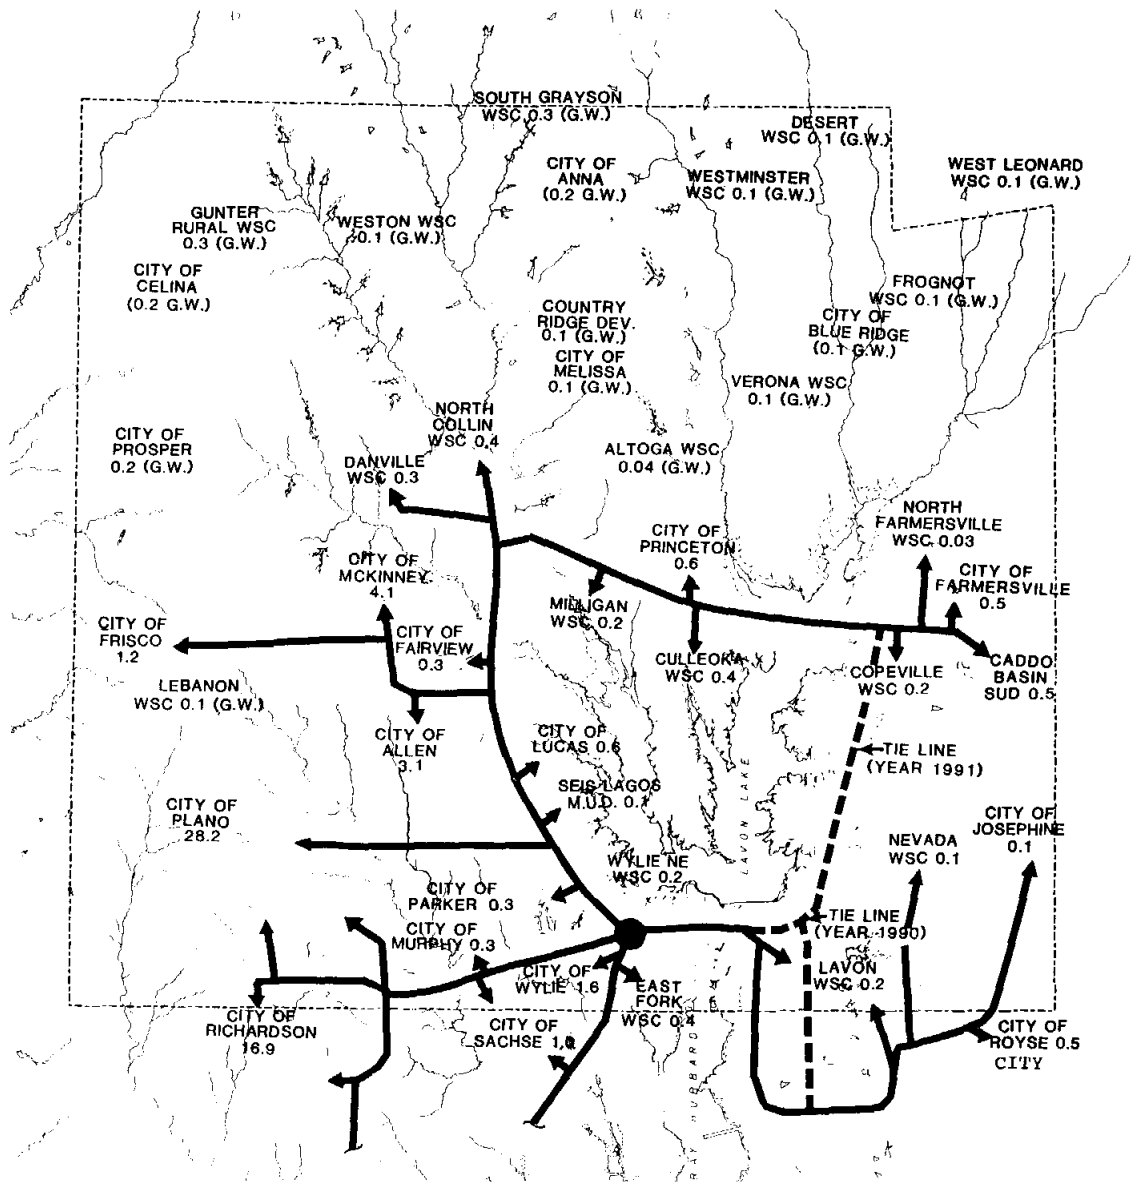 SOUTH GRAYSON
WSC 0.3 (G.W.)
DESERT
WSC 0.1 (G.W.)
CITY OF
ANNA
(0.2 G.W.)
WESTMINSTER
WSC 0.1 (G.W.)
WEST LEONARD
WSC 0.1 (G.W.)
GUNTER
RURAL WSC
0.3 (G.W.)
WESTON WSC
0.1 (G.W.)
CITY OF
CELINA
(0.2 G.W.)
FROGNOT
WSC 0.1 (G.W.)
COUNTRY
RIDGE DEV.
0.1 (G.W.)
CITY OF
BLUE RIDGE
(0.1 G.W.)
CITY OF
MELISSA
0.1 (G.W.)
VERONA WSC
0.1 (G.W.)
NORTH
COLLIN
WSC 0.4
CITY OF
PROSPER
0.2 (G.W.)
DANVILLE
WSC 0.3
ALTOGA WSC
0.04 (G.W.)
NORTH
FARMERSVILLE
WSC 0.03
CITY OF
PRINCETON
0.6
CITY OF
MCKINNEY
4.1
CITY OF
FARMERSVILLE
0.5
MILLIGAN
WSC 0.2
CITY OF
FRISCO
1.2
CITY OF
FAIRVIEW
0.3
CULLEOKA
WSC 0.4
COPEVILLE
WSC 0.2
CADDO
BASIN
SUD 0.5
LEBANON
WSC 0.1 (G.W.)
CITY OF
ALLEN
3.1
CITY OF
LUCAS 0.6
TIE LINE
(YEAR 1991)
SEIS LAGOS
M.U.D. 0.1
LAVON LAKE
CITY OF
PLANO
28.2
CITY OF
JOSEPHINE
0.1
NEVADA
WSC 0.1
WYLIE NE
WSC 0.2
CITY OF
PARKER 0.3
TIE LINE
(YEAR 1990)
CITY OF
MURPHY 0.3
CITY OF
WYLIE 1.6
LAVON
WSC 0.2
EAST
FORK
WSC 0.4
CITY OF
RICHARDSON
16.9
CITY OF
SACHSE 1.0
CITY OF
ROYSE 0.5
CITY
RAY HUBBARD